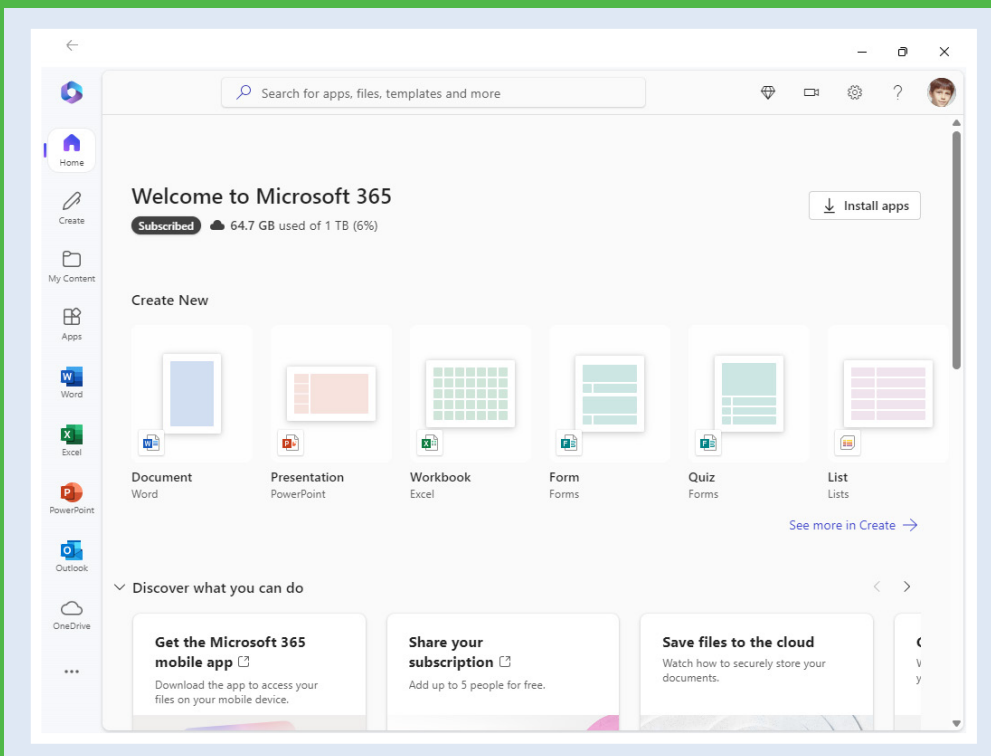 Search for apps, files, templates and more
Home
Create
My Content
Apps
Word
Excel
PowerPoint
Outlook
OneDrive
Welcome to Microsoft 365
Subscribed 64.7 GB used of 1 TB (6%)
Install apps
Create New
Document
Word
Presentation
PowerPoint
Workbook
Excel
Form
Forms
Quiz
Forms
List
Lists
See more in Create
Discover what you can do
Get the Microsoft 365
mobile app
Download the app to access your
files on your mobile device.
Share your
subscription
Add up to 5 people for free.
Save files to the cloud
Watch how to securely store your
documents.